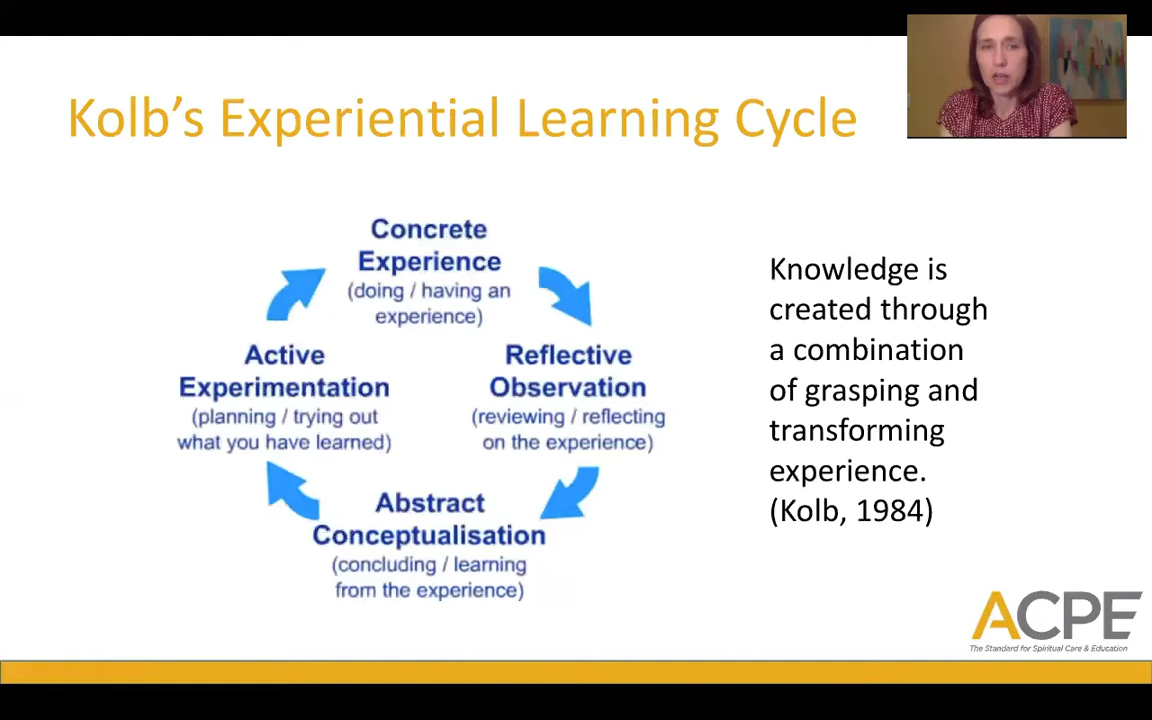 Kolb's Experiential Learning Cycle
Concrete
Experience
(doing / having an
experience)
Reflective
Observation
(reviewing / reflecting
on the experience)
Abstract
Conceptualisation
(concluding / learning
from the experience)
Active
Experimentation
(planning / trying out
what you have learned)
Knowledge is
created through
a combination
of grasping and
transforming
experience.
(Kolb, 1984)
ACPE
The Standard for Spiritual Care & Education